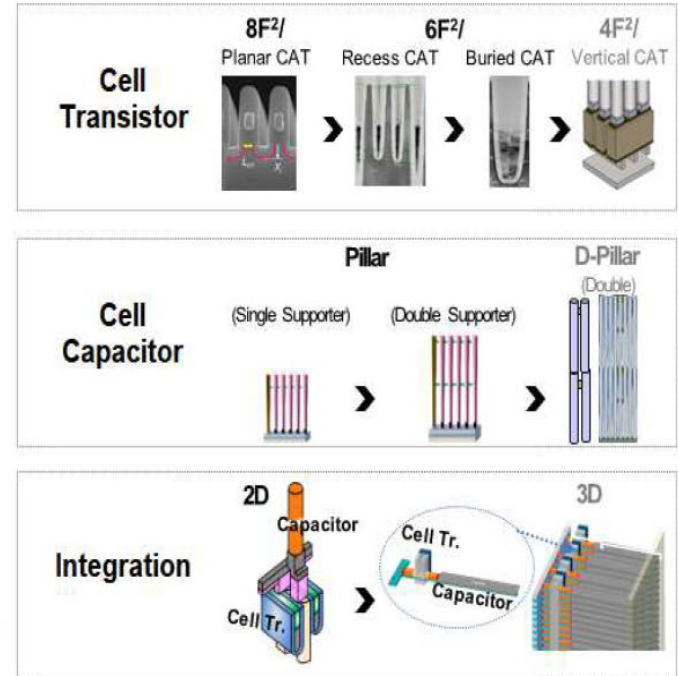 8F²/ 6F²/ 4F²/
Planar CAT Recess CAT Buried CAT Vertical CAT
Cell
Transistor
Pillar D-Pillar
(Double)
Cell
Capacitor
(Single Supporter) (Double Supporter)
2D 3D
Capacitor
Cell Tr.
Integration
Capacitor
Cell Tr.